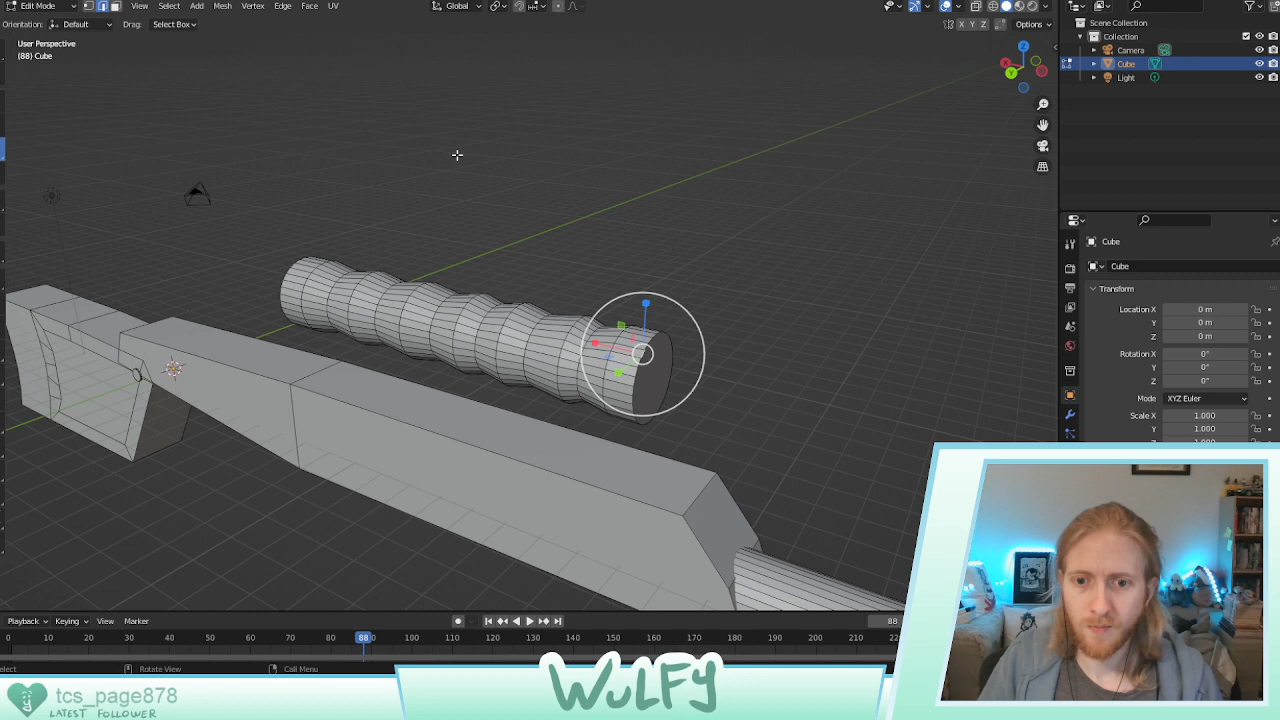 Edit Mode View Select Add Mesh Vertex Edge Face UV Global
Orientation: Default Drag: Select Box X Y Z Options
User Perspective
(88) Cube
Z
X
Y
Scene Collection
Collection
Camera
Cube
Light
Cube
Cube
Transform
Location X 0 m
Y 0 m
Z 0 m
Rotation X 0°
Y 0°
Z 0°
Mode XYZ Euler
Scale X 1.000
Y 1.000
Z 1.000
Playback Keying View Marker 88
0 10 20 30 40 50 60 70 80 88 100 110 120 130 140 150 160 170 180 190 200 210
elect Rotate View Call Menu
tcs_page878
LATEST FOLLOWER
WULFY